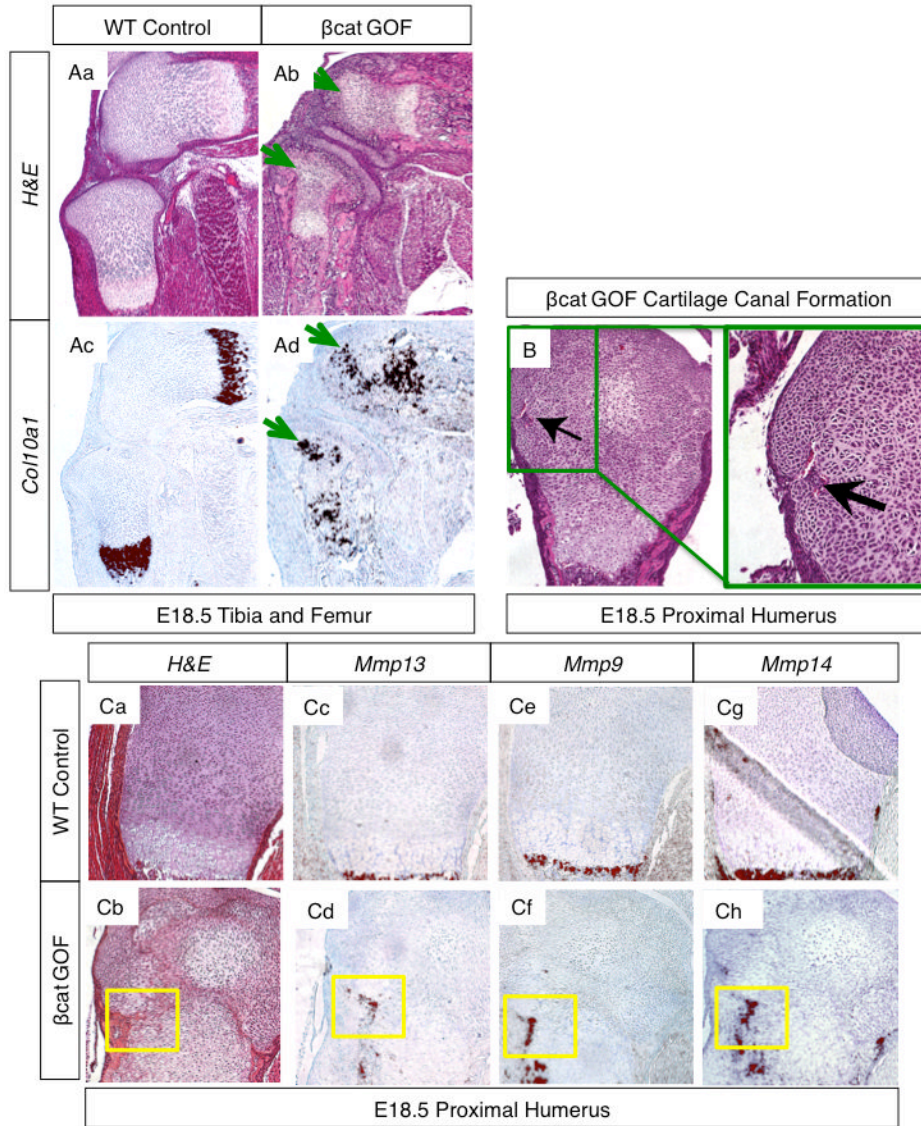 WT Control
βcat GOF
H&E
Aa
Ab
Col10a1
Ac
Ad
E18.5 Tibia and Femur
βcat GOF Cartilage Canal Formation
B
E18.5 Proximal Humerus
H&E
Mmp13
Mmp9
Mmp14
WT Control
Ca
Cc
Ce
Cg
βcat GOF
Cb
Cd
Cf
Ch
E18.5 Proximal Humerus